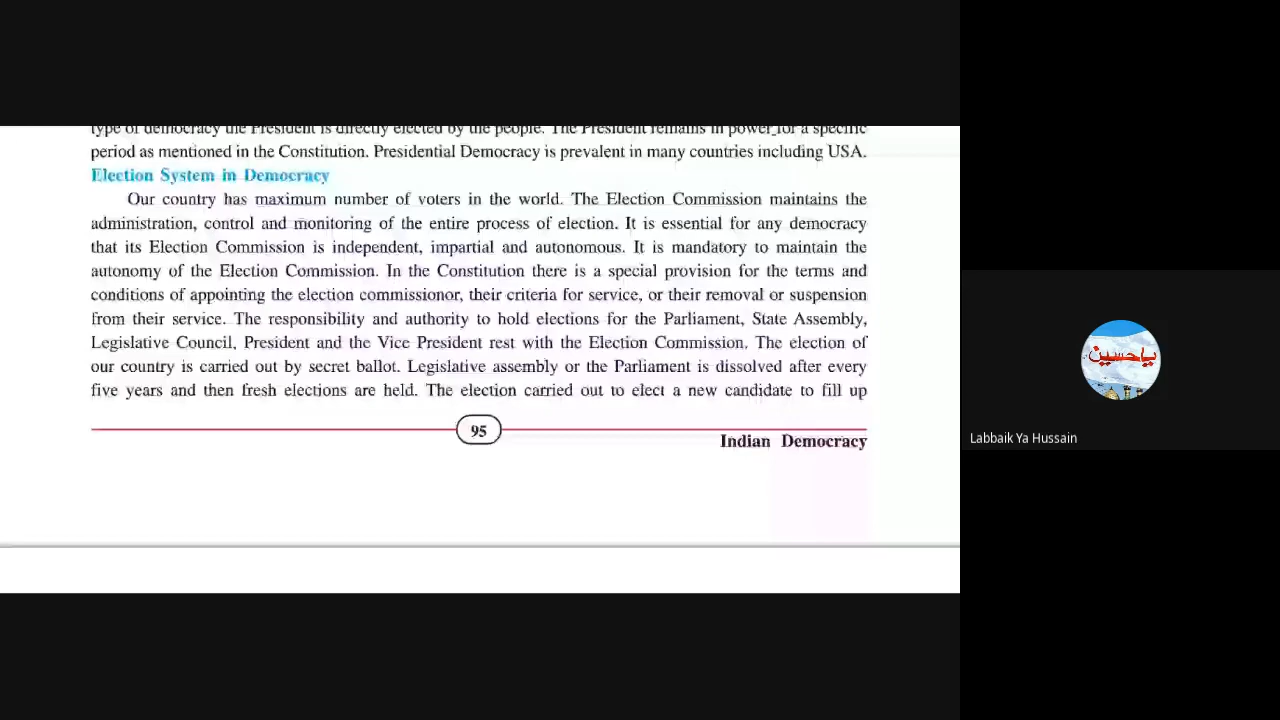 type of democracy the President is directly elected by the people. The President remains in power for a specific
period as mentioned in the Constitution. Presidential Democracy is prevalent in many countries including USA.
Election System in Democracy
Our country has maximum number of voters in the world. The Election Commission maintains the
administration, control and monitoring of the entire process of election. It is essential for any democracy
that its Election Commission is independent, impartial and autonomous. It is mandatory to maintain the
autonomy of the Election Commission. In the Constitution there is a special provision for the terms and
conditions of appointing the election commissionor, their criteria for service, or their removal or suspension
from their service. The responsibility and authority to hold elections for the Parliament, State Assembly,
Legislative Council, President and the Vice President rest with the Election Commission. The election of
our country is carried out by secret ballot. Legislative assembly or the Parliament is dissolved after every
five years and then fresh elections are held. The election carried out to elect a new candidate to fill up
95
Indian Democracy
ياحسين
Labbaik Ya Hussain